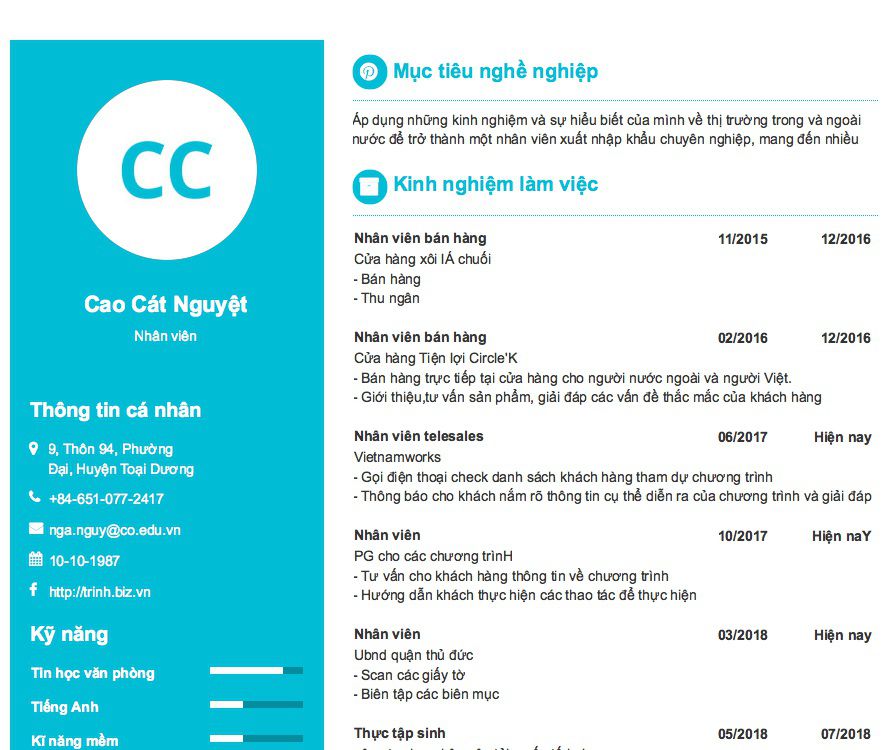 CC
Cao Cát Nguyệt
Nhân viên
Thông tin cá nhân
9, Thôn 94, Phường
Đại, Huyện Toại Dương
+84-651-077-2417
nga.nguy@co.edu.vn
10-10-1987
http://trinh.biz.vn
Kỹ năng
Tin học văn phòng
Tiếng Anh
Kĩ năng mềm
Mục tiêu nghề nghiệp
Áp dụng những kinh nghiệm và sự hiểu biết của mình về thị trường trong và ngoài
nước để trở thành một nhân viên xuất nhập khẩu chuyên nghiệp, mang đến nhiều
Kinh nghiệm làm việc
Nhân viên bán hàng 11/2015 12/2016
Cửa hàng xôi lÁ chuối
- Bán hàng
- Thu ngân
Nhân viên bán hàng 02/2016 12/2016
Cửa hàng Tiện lợi Circle'K
- Bán hàng trực tiếp tại cửa hàng cho người nước ngoài và người Việt.
- Giới thiệu,tư vấn sản phẩm, giải đáp các vấn đề thắc mắc của khách hàng
Nhân viên telesales 06/2017 Hiện nay
Vietnamworks
- Gọi điện thoại check danh sách khách hàng tham dự chương trình
- Thông báo cho khách nắm rõ thông tin cụ thể diễn ra của chương trình và giải đáp
Nhân viên 10/2017 Hiện naY
PG cho các chương trìnH
- Tư vấn cho khách hàng thông tin về chương trình
- Hướng dẫn khách thực hiện các thao tác để thực hiện
Nhân viên 03/2018 Hiện nay
Ubnd quận thủ đức
- Scan các giấy tờ
- Biên tập các biên mục
Thực tập sinh 05/2018 07/2018